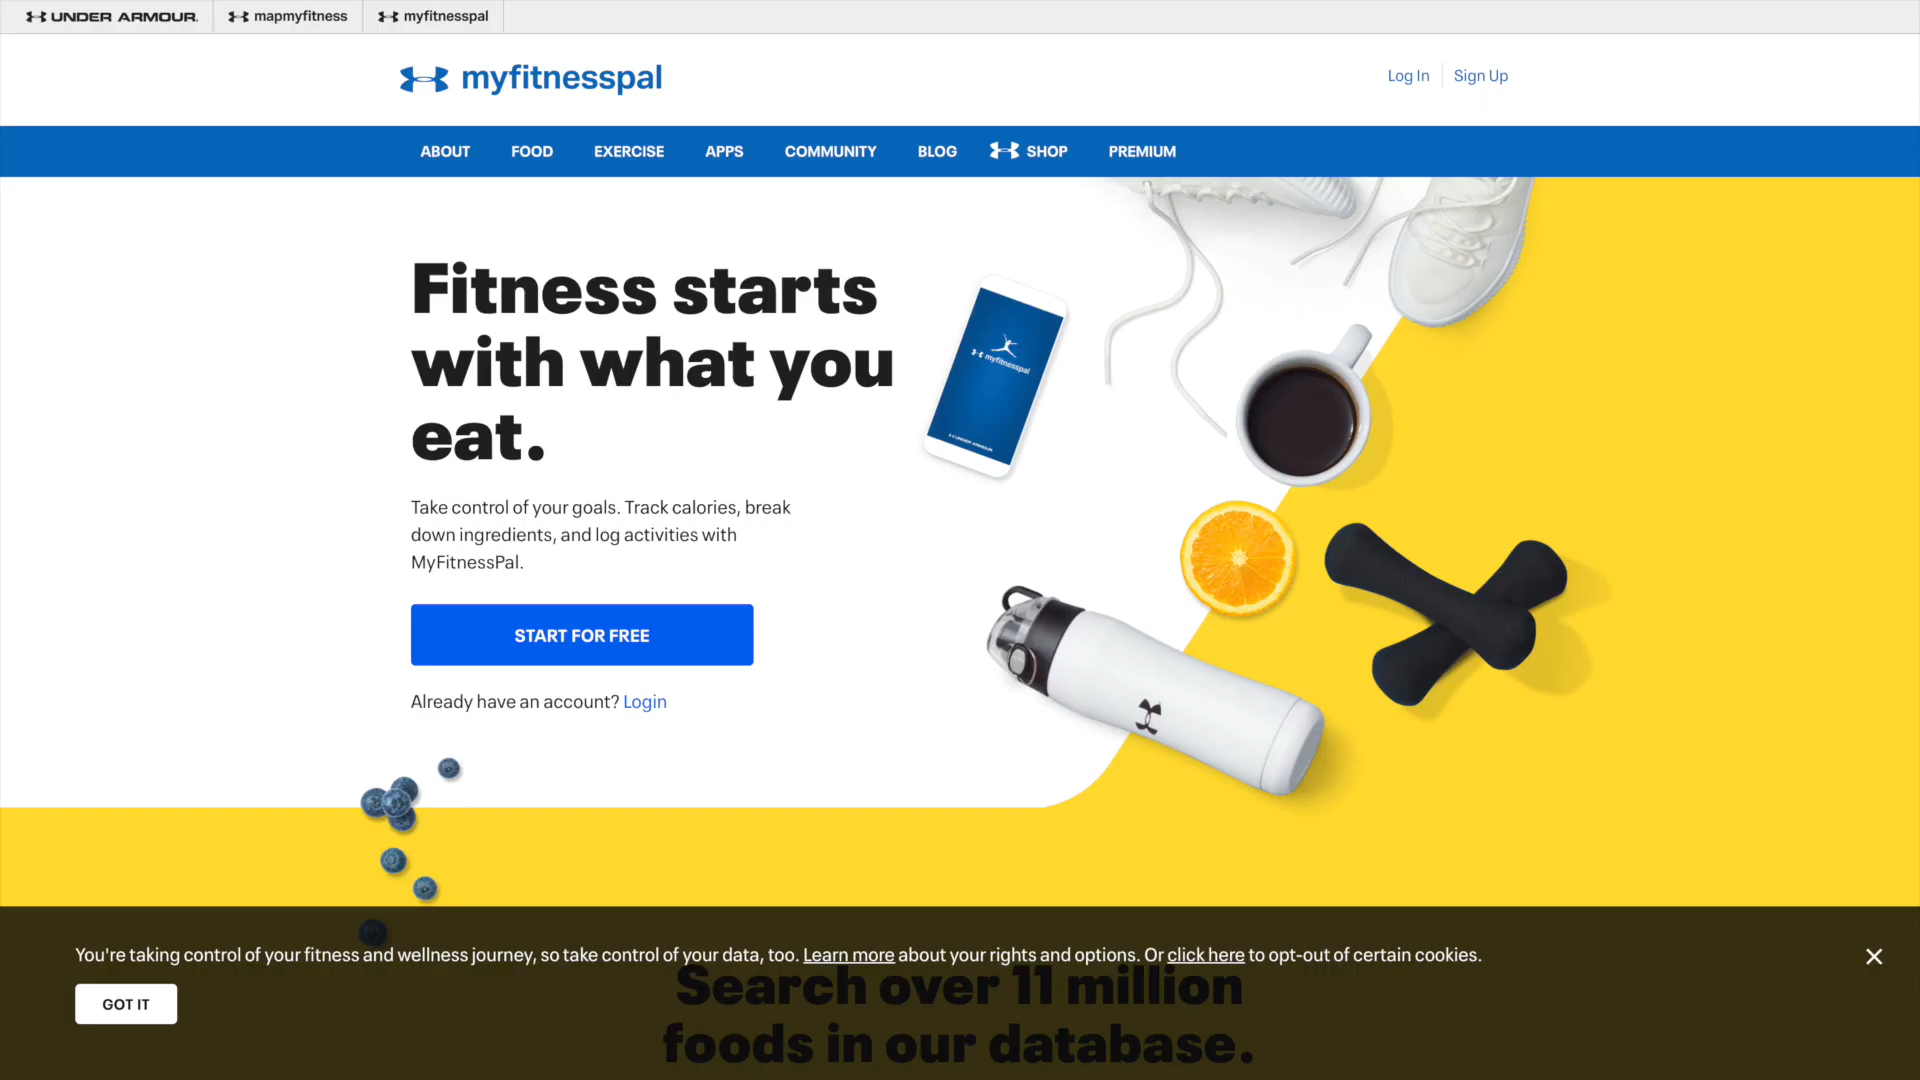 UNDER ARMOUR.
mapmyfitness
myfitnesspal
myfitnesspal
Log In
Sign Up
ABOUT
FOOD
EXERCISE
APPS
COMMUNITY
BLOG
SHOP
PREMIUM
Fitness starts
with what you
eat.
myfitnesspal
UNDER ARMOUR
Take control of your goals. Track calories, break
down ingredients, and log activities with
MyFitnessPal.
START FOR FREE
Already have an account? Login
You're taking control of your fitness and wellness journey, so take control of your data, too. Learn more about your rights and options. Or click here to opt-out of certain cookies.
GOT IT
Search over 11 million
foods in our database.